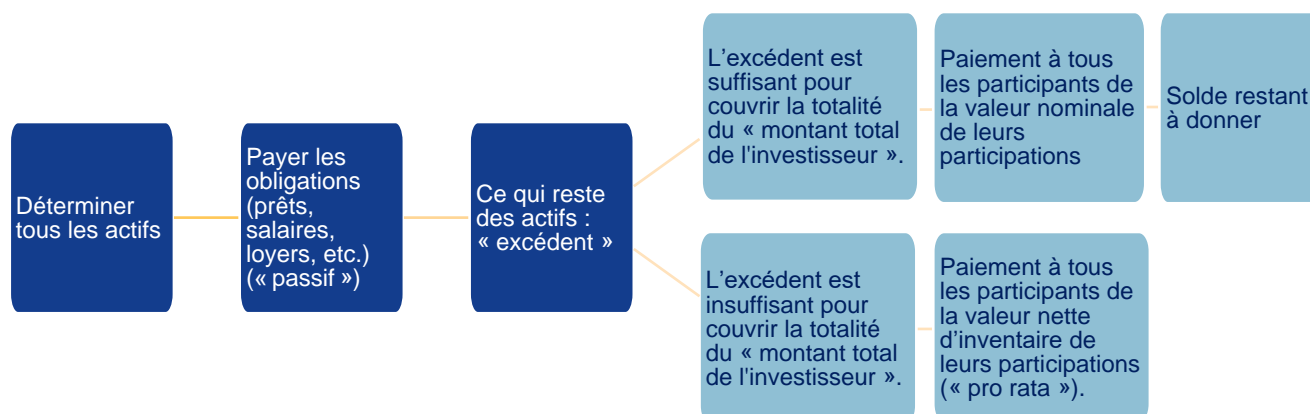 Déterminer
tous les actifs
Payer les
obligations
(prêts,
salaires,
loyers, etc.)
(« passif »)
Ce qui reste
des actifs :
« excédent »
L'excédent est
suffisant pour
couvrir la totalité
du « montant total
de l'investisseur ».
Paiement à tous
les participants de
la valeur nominale
de leurs
participations
Solde restant
à donner
L'excédent est
insuffisant pour
couvrir la totalité
du « montant total
de l'investisseur ».
Paiement à tous
les participants de
la valeur nette
d'inventaire de
leurs participations
(« pro rata »).